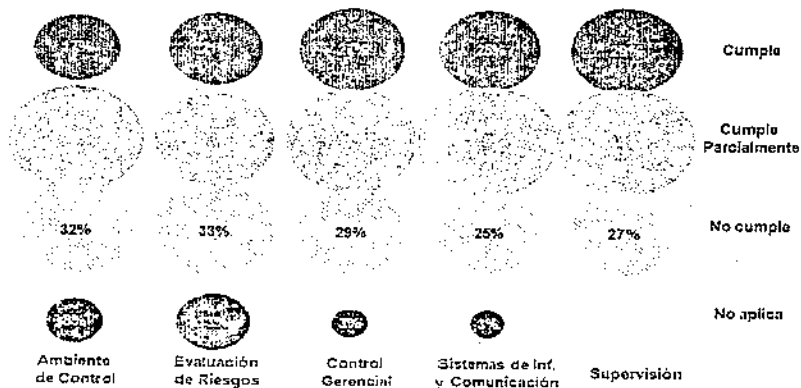 Cumple
Cumple
Parcialmente
32% 33% 29% 25% 27% No cumple
No aplica
Ambiente
de Control
Evaluación
de Riesgos
Control
Gerencial
Sistemas de Inf.
y Comunicación
Supervisión